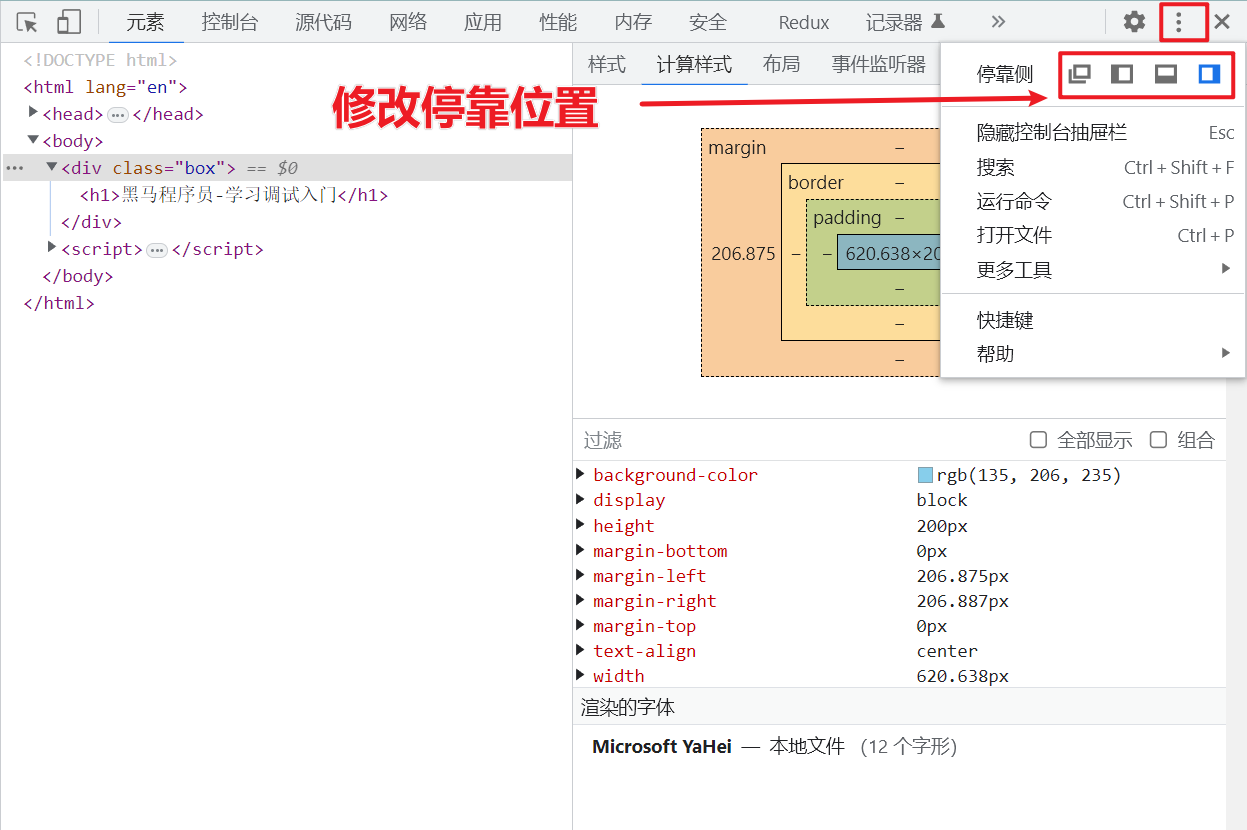 元素 控制台 源代码 网络 应用 性能 内存 安全 Redux 记录器
<!DOCTYPE html>
<html lang="en">
<head> ··· </head>
<body>
··· <div class="box"> == $0
<h1>黑马程序员-学习调试入门</h1>
</div>
<script> ··· </script>
</body>
</html>
修改停靠位置
样式 计算样式 布局 事件监听器
margin –
border –
padding –
206.875 – – 620.638×20
–
–
–
停靠侧
隐藏控制台抽屉栏 Esc
搜索 Ctrl + Shift + F
运行命令 Ctrl + Shift + P
打开文件 Ctrl + P
更多工具
快捷键
帮助
过滤 全部显示 组合
background-color rgb(135, 206, 235)
display block
height 200px
margin-bottom 0px
margin-left 206.875px
margin-right 206.887px
margin-top 0px
text-align center
width 620.638px
渲染的字体
Microsoft YaHei — 本地文件 (12 个字形)